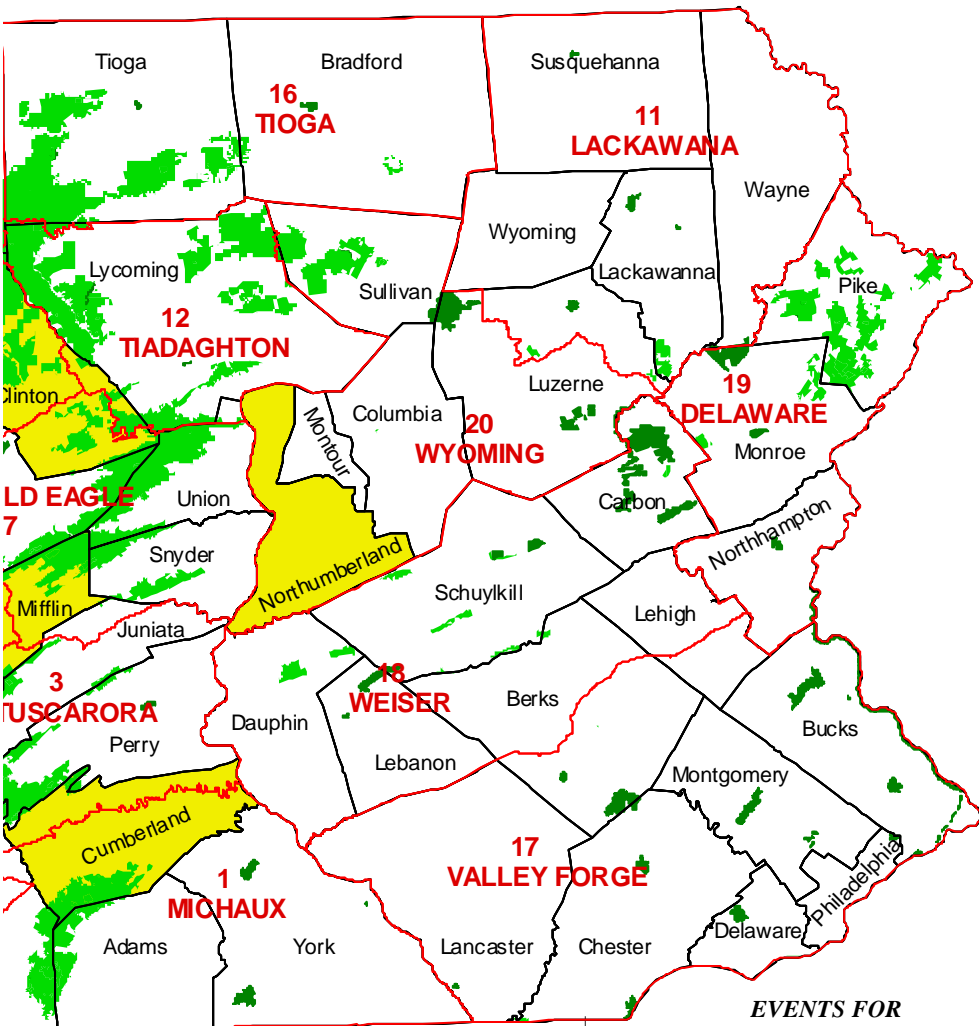 Tioga
Bradford
Susquehanna
16
TIOGA
11
LACKAWANA
Wayne
Wyoming
Lycoming
Lackawanna
Sullivan
Pike
12
TIADAGHTON
Clinton
Luzerne
19
DELAWARE
Columbia
Montour
20
WYOMING
Monroe
LD EAGLE
7
Union
Carbon
Northhampton
Snyder
Northumberland
Schuylkill
Mifflin
Lehigh
Juniata
3
TUSCARORA
18
WEISER
Berks
Dauphin
Bucks
Perry
Lebanon
Montgomery
Cumberland
17
VALLEY FORGE
Philadelphia
1
MICHAUX
Adams
York
Lancaster
Chester
Delaware
EVENTS FOR